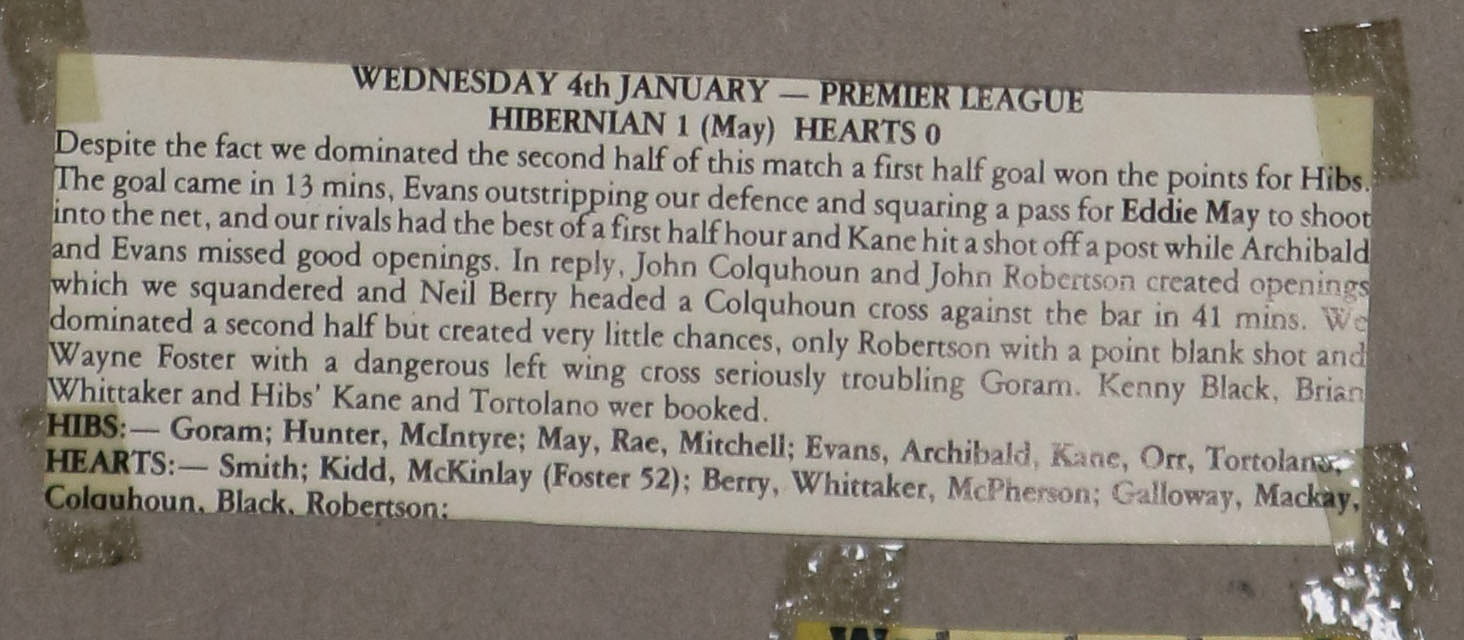 WEDNESDAY 4th JANUARY — PREMIER LEAGUE
HIBERNIAN 1 (May) HEARTS 0
Despite the fact we dominated the second half of this match a first half goal won the points for Hibs.
The goal came in 13 mins, Evans outstripping our defence and squaring a pass for Eddie May to shoot
into the net, and our rivals had the best of a first half hour and Kane hit a shot off a post while Archibald
and Evans missed good openings. In reply, John Colquhoun and John Robertson created openings
which we squandered and Neil Berry headed a Colquhoun cross against the bar in 41 mins. We
dominated a second half but created very little chances, only Robertson with a point blank shot and
Wayne Foster with a dangerous left wing cross seriously troubling Goram. Kenny Black, Brian
Whittaker and Hibs' Kane and Tortolano wer booked.
HIBS:— Goram; Hunter, McIntyre; May, Rae, Mitchell; Evans, Archibald, Kane, Orr, Tortolano,
HEARTS:— Smith; Kidd, McKinlay (Foster 52); Berry, Whittaker, McPherson; Galloway, Mackay,
Colquhoun, Black, Robertson;